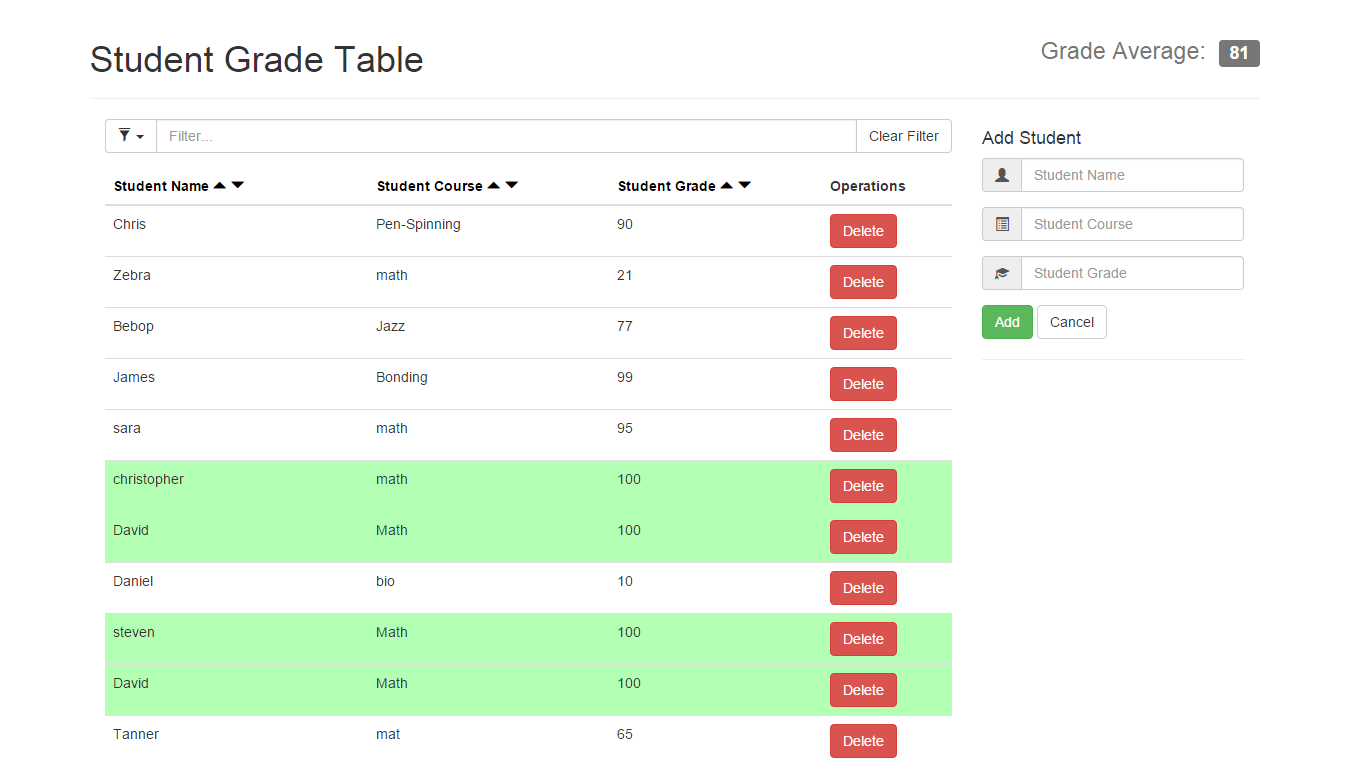 Student Grade Table
Grade Average: 81
Filter...
Clear Filter
Student Name Student Course Student Grade Operations
Chris Pen-Spinning 90 Delete
Zebra math 21 Delete
Bebop Jazz 77 Delete
James Bonding 99 Delete
sara math 95 Delete
christopher math 100 Delete
David Math 100 Delete
Daniel bio 10 Delete
steven Math 100 Delete
David Math 100 Delete
Tanner mat 65 Delete
Add Student
Student Name
Student Course
Student Grade
Add Cancel